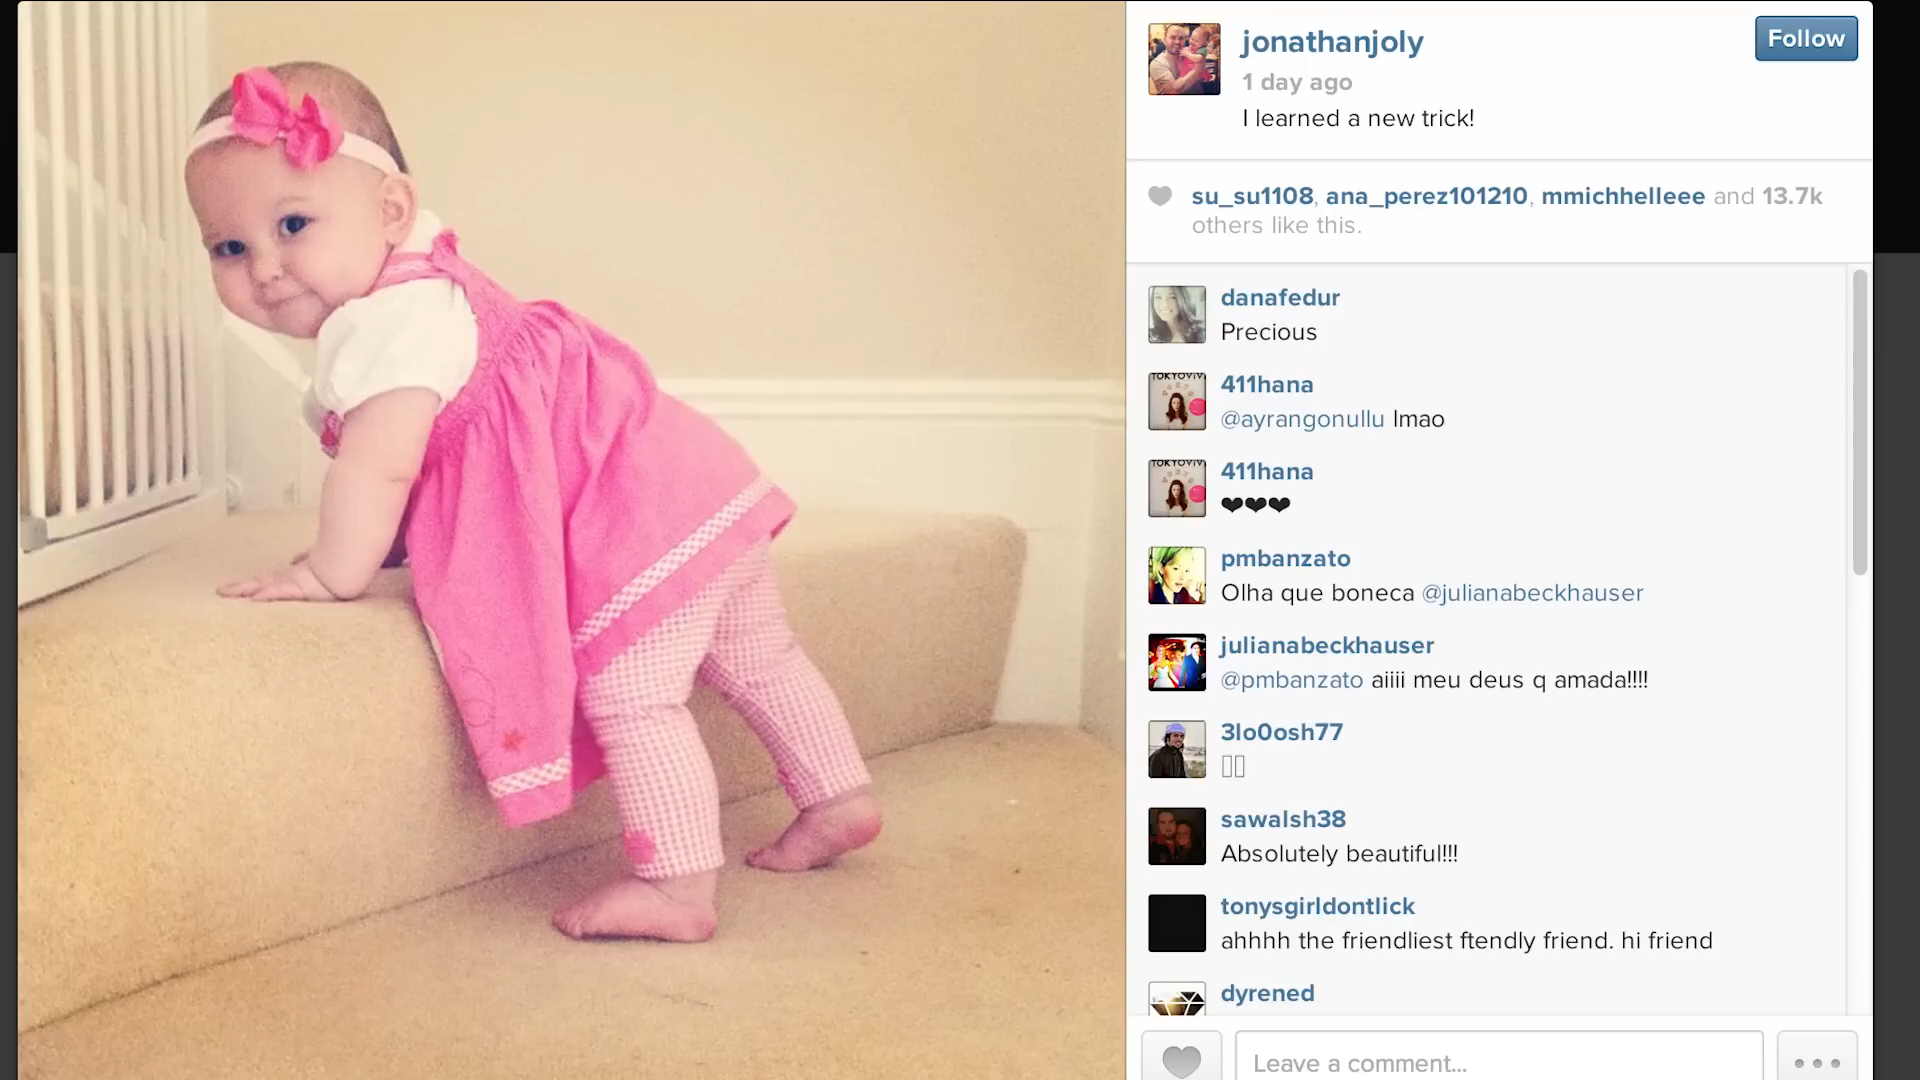 jonathanjoly
Follow
1 day ago
I learned a new trick!
su_su1108, ana_perez101210, mmichhelleee and 13.7k
others like this.
danafedur
Precious
TOKYOVIV
411hana
@ayrangonullu lmao
TOKYOVIV
411hana
❤❤❤
pmbanzato
Olha que boneca @julianabeckhauser
julianabeckhauser
@pmbanzato aiiii meu deus q amada!!!!
3lo0osh77
sawalsh38
Absolutely beautiful!!!
tonysgirldontlick
ahhhh the friendliest ftendly friend. hi friend
dyrened
Leave a comment...